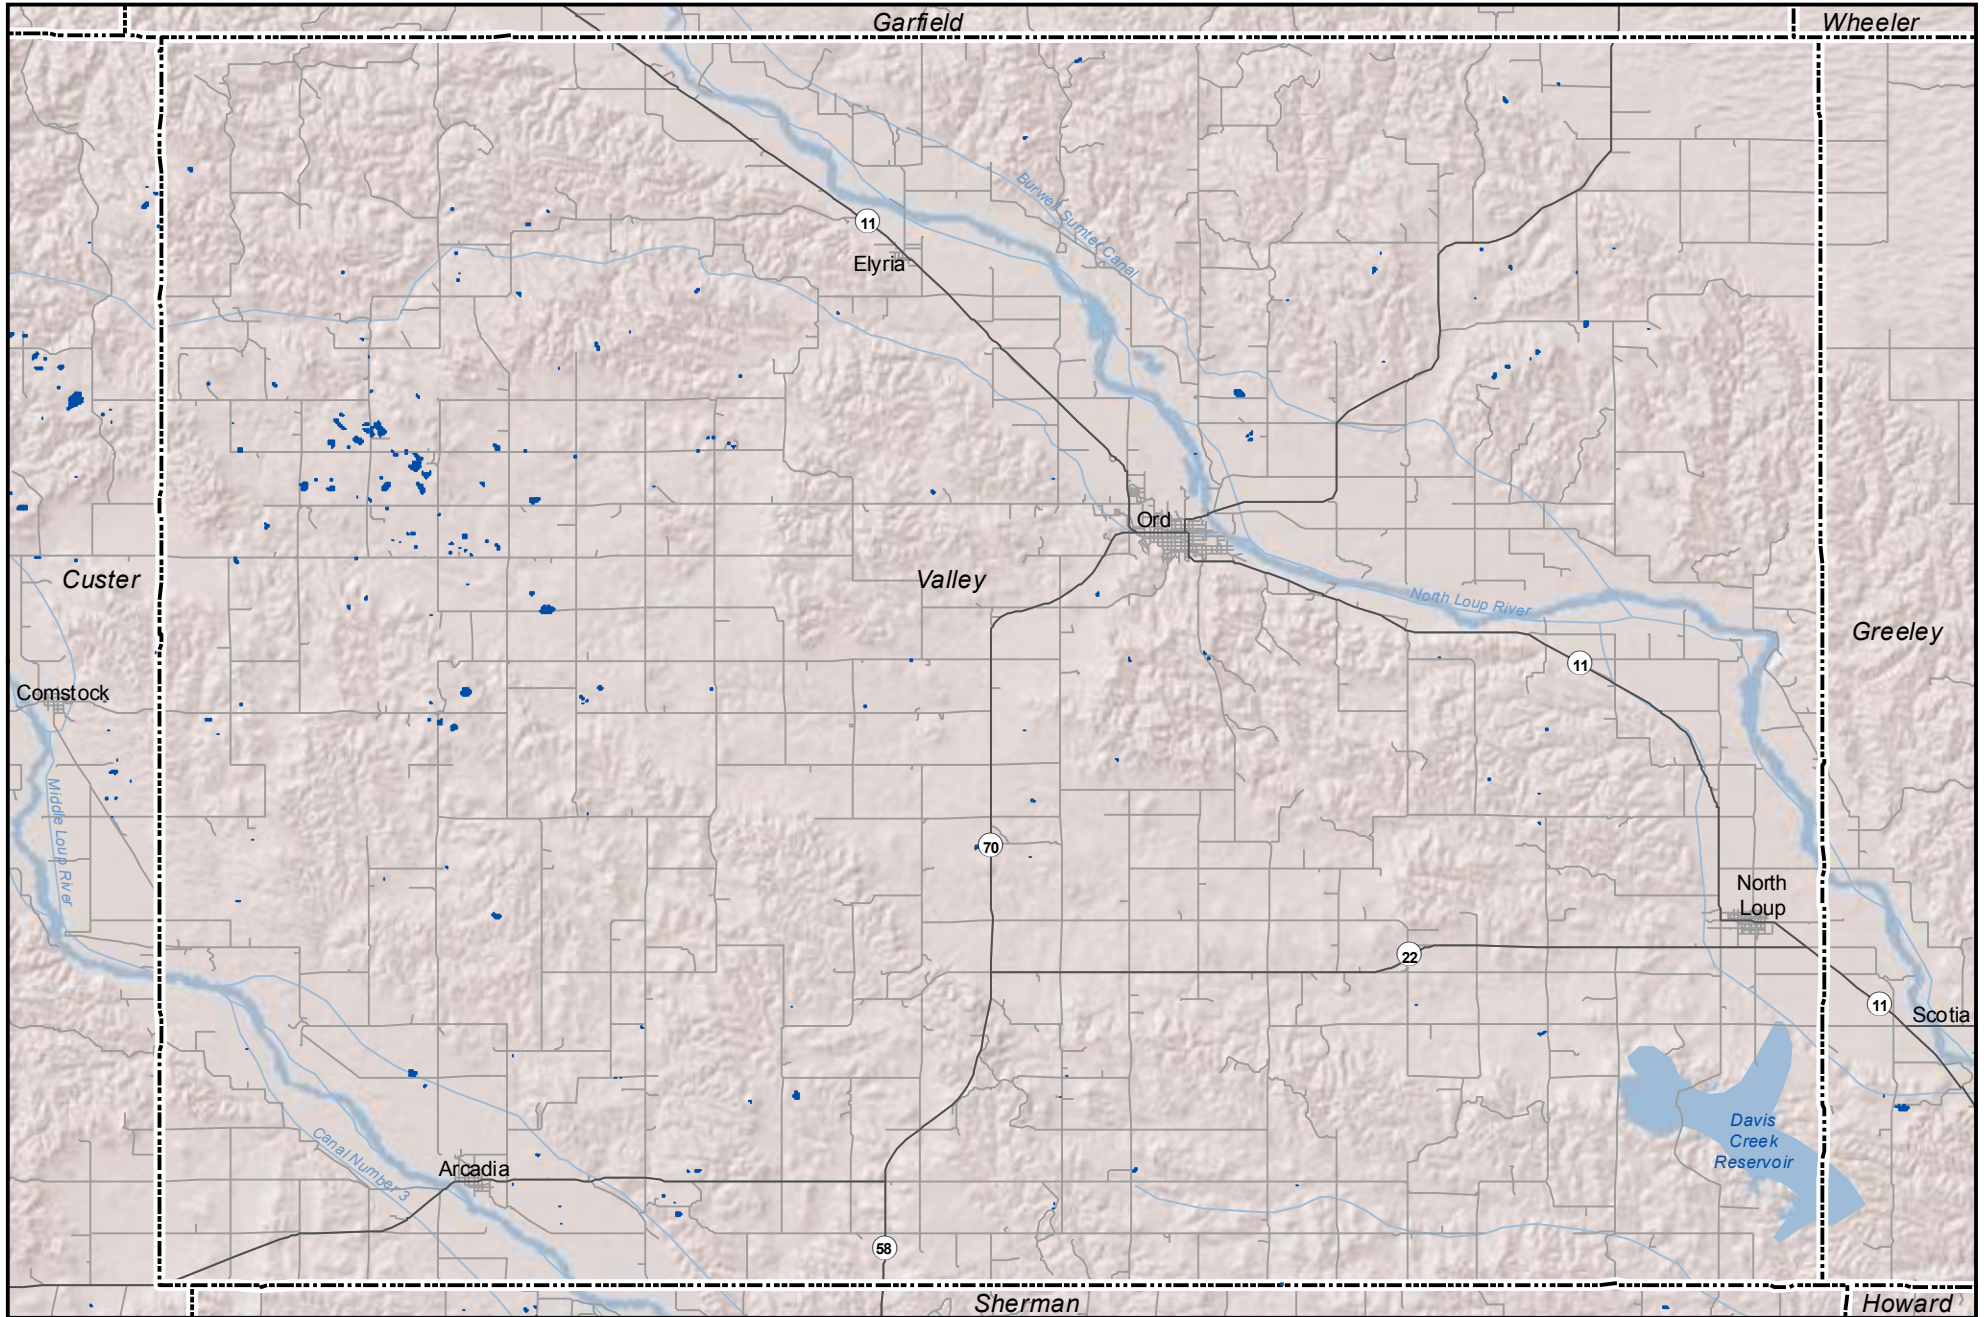 Garfield
Wheeler
Burwell Sumter Canal
11
Elyria
Ord
Custer
Valley
North Loup River
Greeley
11
Comstock
Middle Loup River
70
North
Loup
22
11
Scotia
Davis
Creek
Reservoir
Canal Number 3
Arcadia
58
Sherman
Howard